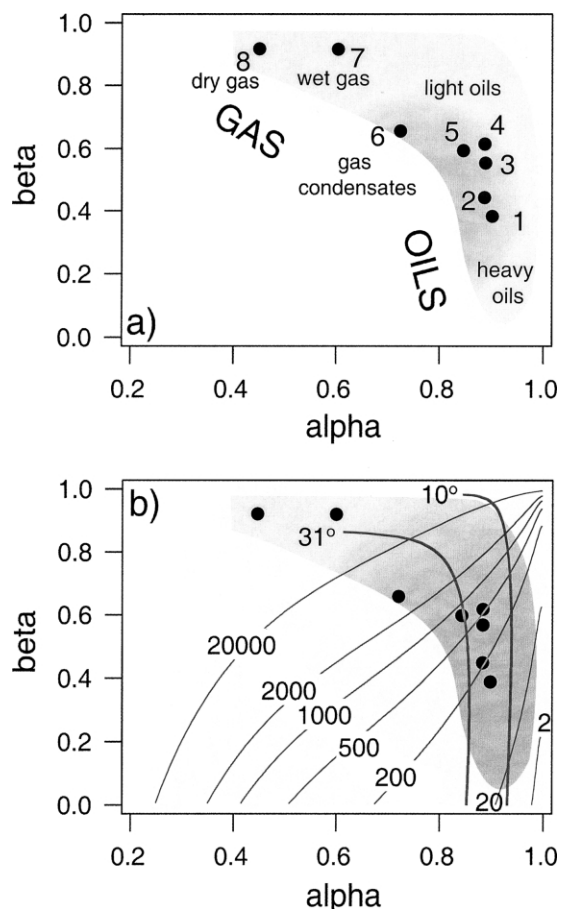 1.0
0.8
0.6
0.4
0.2
0.0
beta
8
7
dry gas
wet gas
light oils
GAS
6
5
4
3
gas
condensates
2
1
OILS
heavy
oils
a)
0.2
0.4
0.6
0.8
1.0
alpha
1.0
0.8
0.6
0.4
0.2
0.0
beta
b)
10°
31°
20000
2000
1000
500
200
20
2
0.2
0.4
0.6
0.8
1.0
alpha